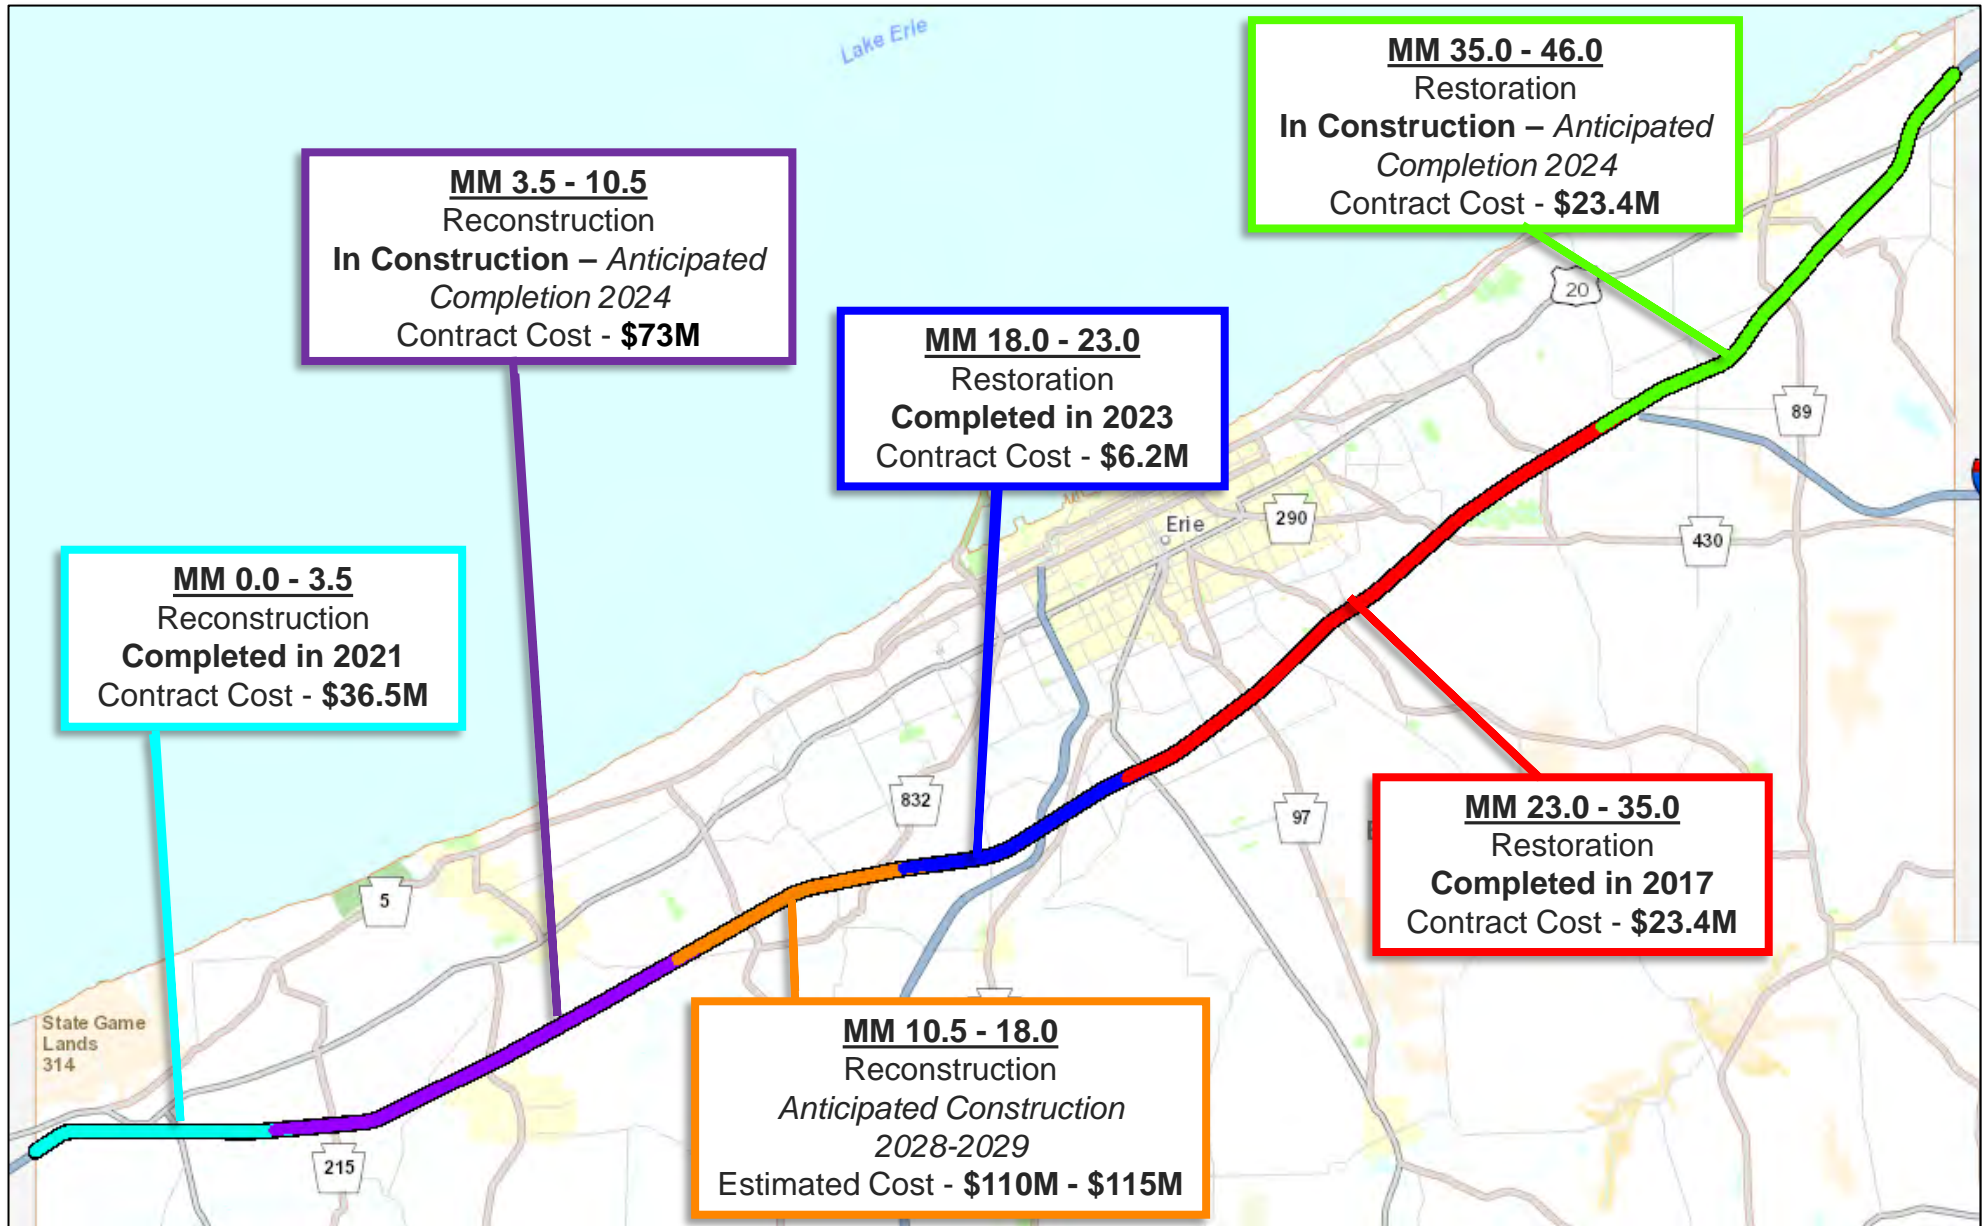 Lake Erie
MM 35.0 - 46.0
Restoration
In Construction – Anticipated
Completion 2024
Contract Cost - $23.4M
MM 3.5 - 10.5
Reconstruction
In Construction – Anticipated
Completion 2024
Contract Cost - $73M
20
MM 18.0 - 23.0
Restoration
Completed in 2023
Contract Cost - $6.2M
89
Erie
290
430
MM 0.0 - 3.5
Reconstruction
Completed in 2021
Contract Cost - $36.5M
832
97
MM 23.0 - 35.0
Restoration
Completed in 2017
Contract Cost - $23.4M
5
State Game
Lands
314
MM 10.5 - 18.0
Reconstruction
Anticipated Construction
2028-2029
Estimated Cost - $110M - $115M
215